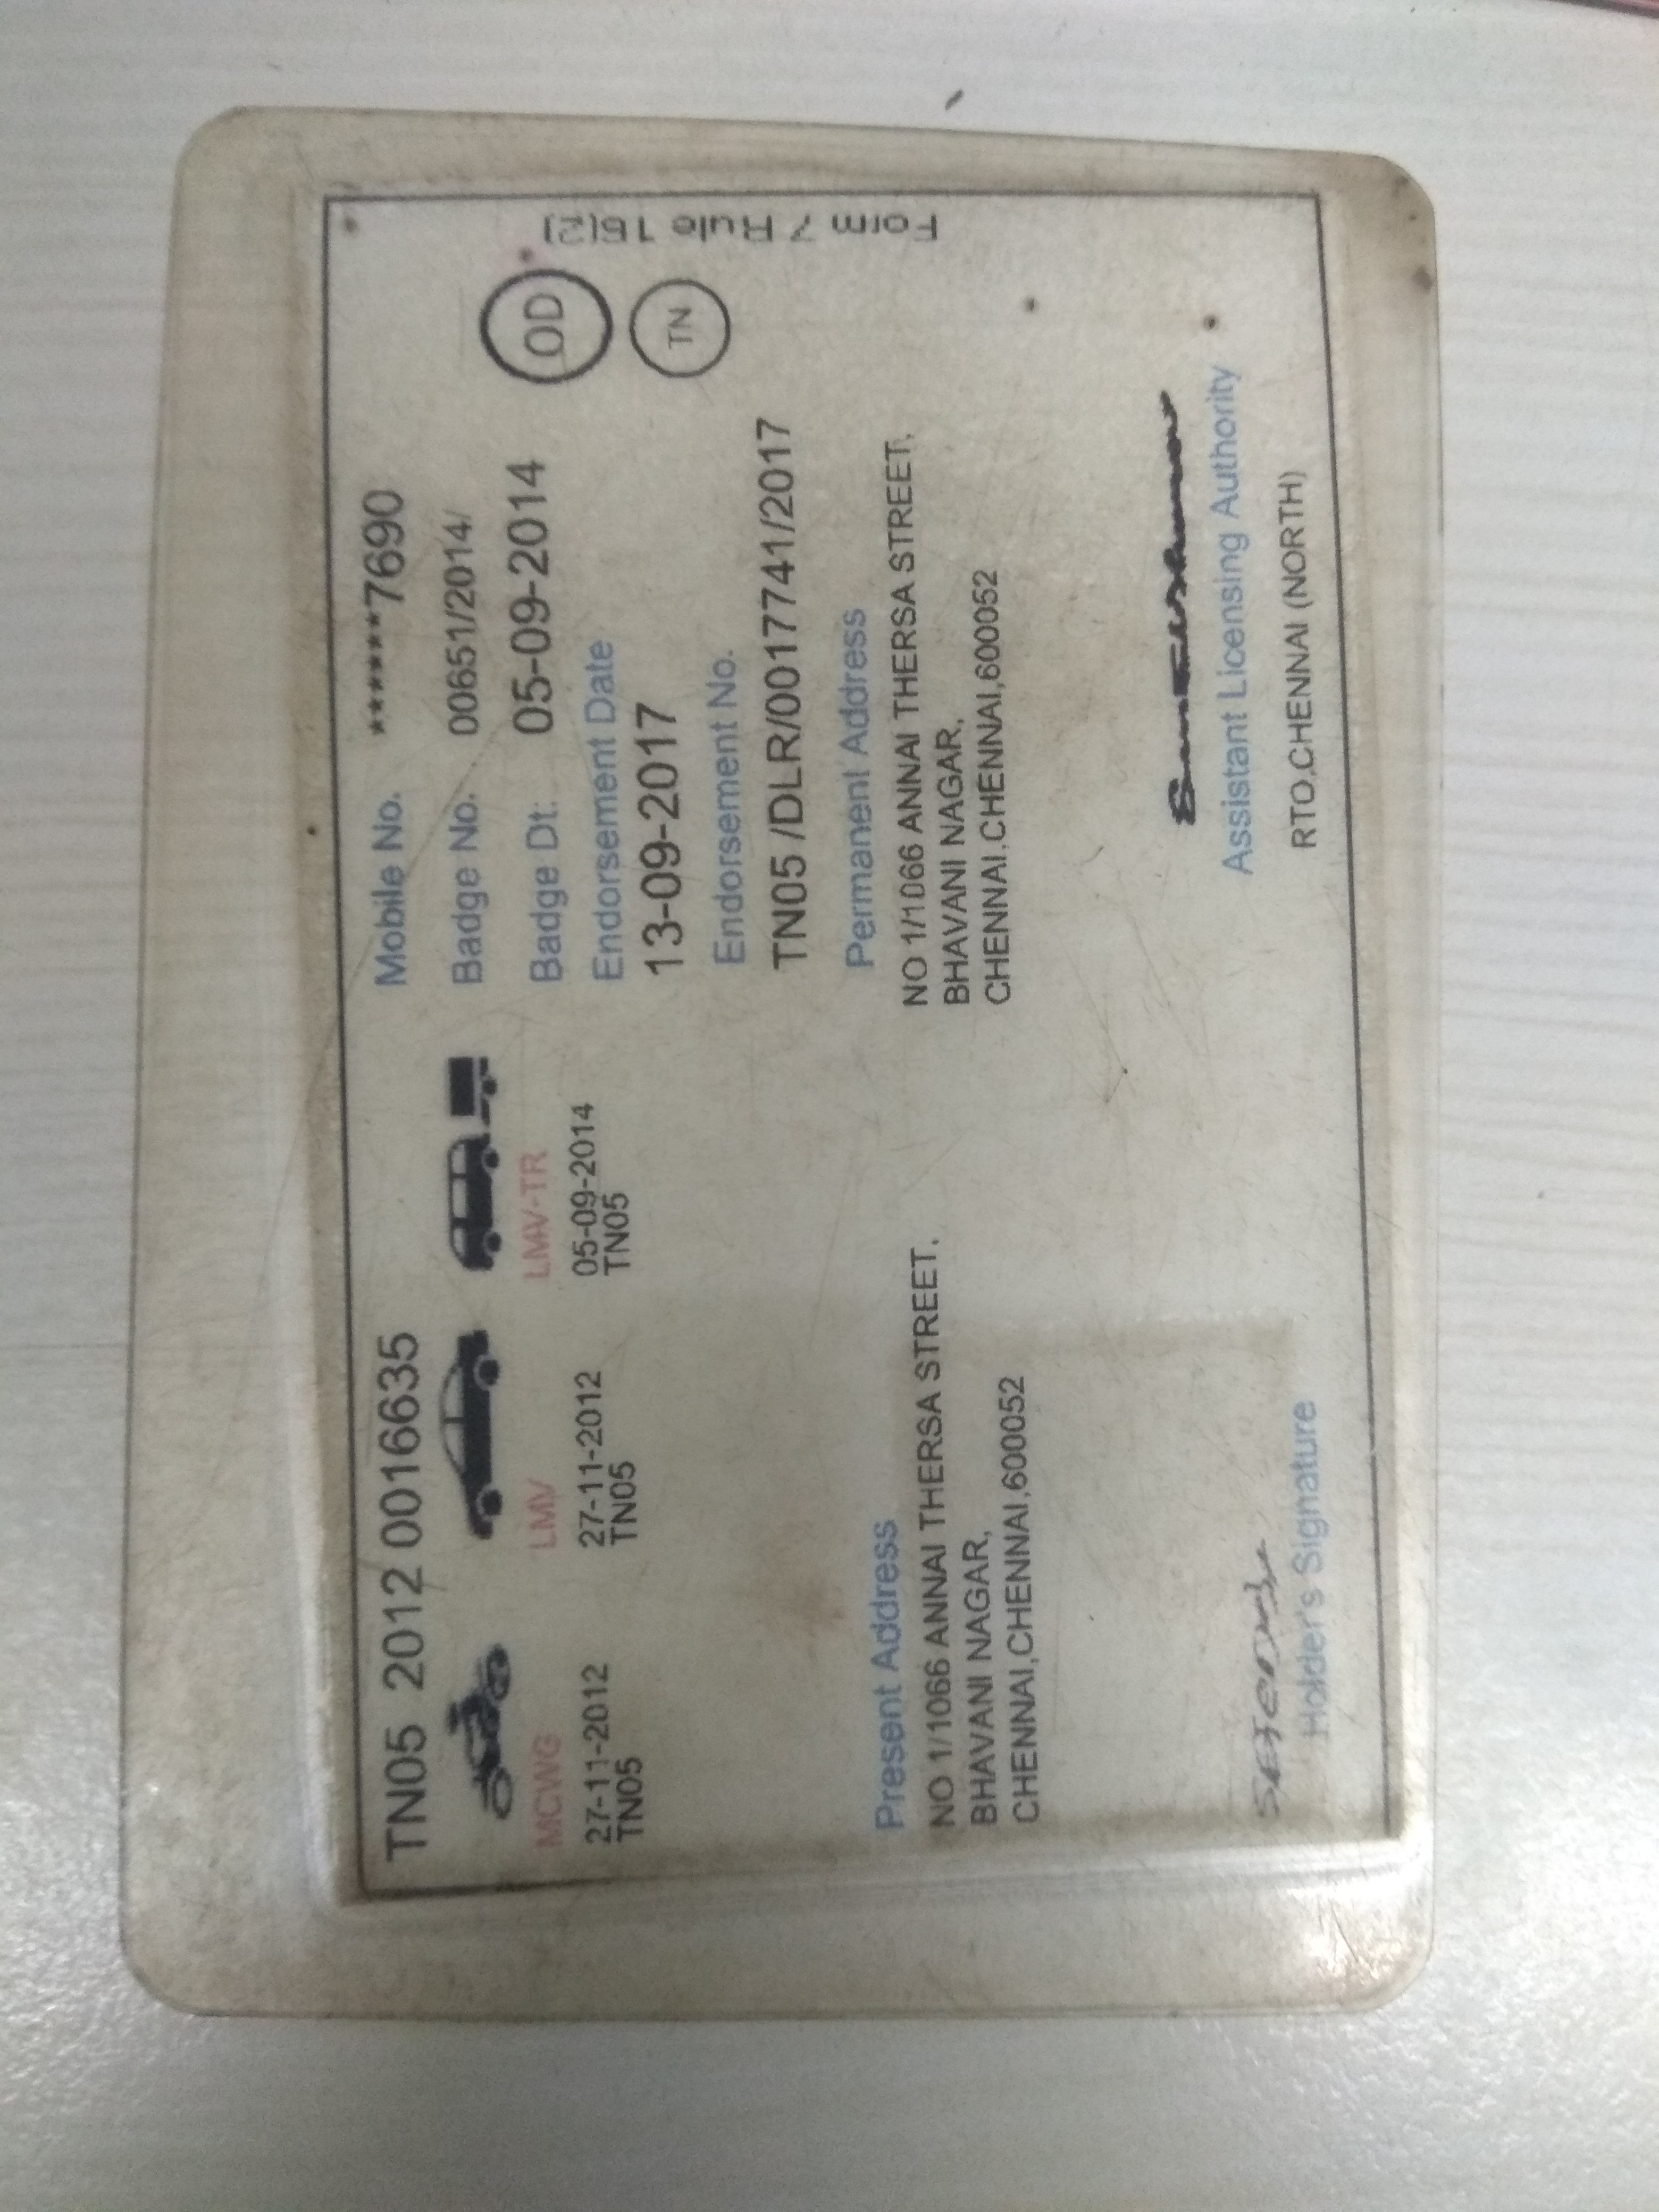 TN05 2012 0016635
MCWG
27-11-2012
TN05
LMV
27-11-2012
TN05
LMV-TR
05-09-2014
TN05
Mobile No. ******7690
Badge No. 00651/2014/
Badge Dt: 05-09-2014
Endorsement Date
13-09-2017
Endorsement No.
TN05 /DLR/0017741/2017
OD
TN
Form 7 Rule 16(2)
Present Address
NO 1/1066 ANNAI THERSA STREET.
BHAVANI NAGAR,
CHENNAI,CHENNAI,600052
Permanent Address
NO 1/1066 ANNAI THERSA STREET.
BHAVANI NAGAR,
CHENNAI,CHENNAI,600052
Holder's Signature
Assistant Licensing Authority
RTO,CHENNAI (NORTH)